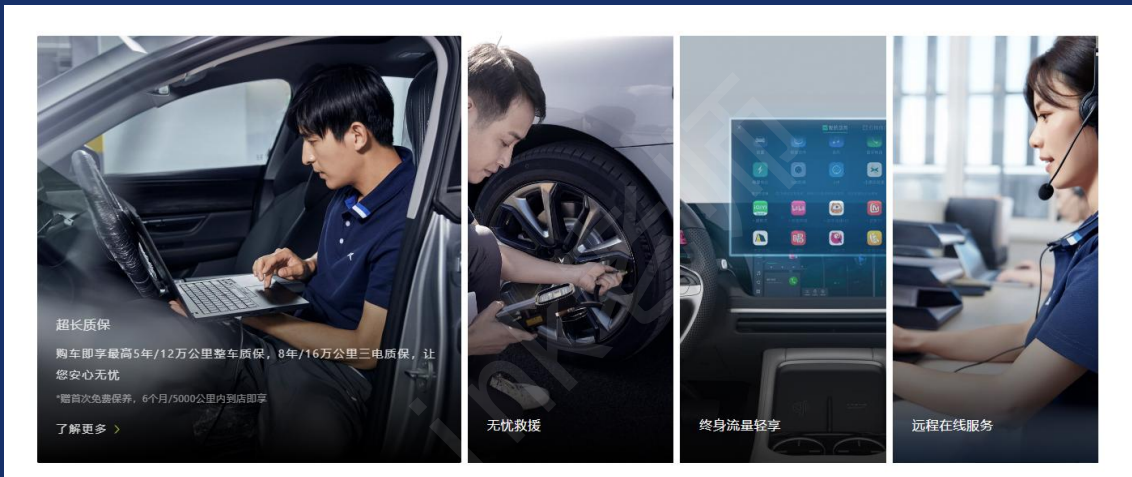 超长质保
购车即享最高5年/12万公里整车质保，8年/16万公里三电质保，让
您安心无忧
*赠首次免费保养，6个月/5000公里内到店即享
了解更多 >
无忧救援
终身流量轻享
远程在线服务